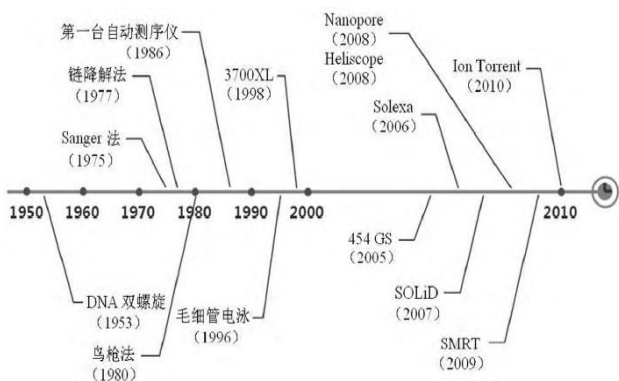 第一台自动测序仪
(1986)
链降解法
(1977)
Sanger 法
(1975)
3700XL
(1998)
Nanopore
(2008)
Heliscope
(2008)
Solexa
(2006)
Ion Torrent
(2010)
1950
1960
1970
1980
1990
2000
2010
DNA 双螺旋
(1953)
鸟枪法
(1980)
毛细管电泳
(1996)
454 GS
(2005)
SOLiD
(2007)
SMRT
(2009)